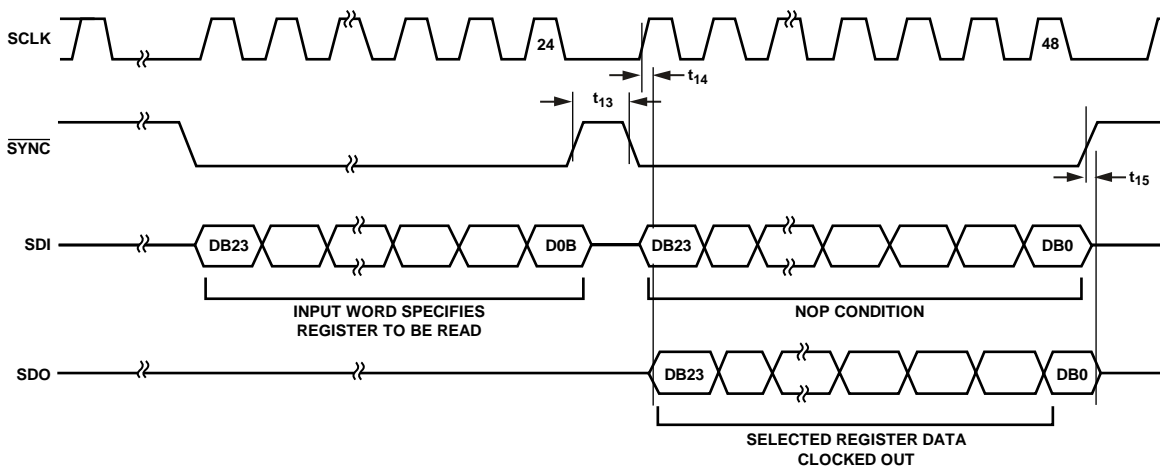 SCLK
24
48
t14
t13
SYNC
t15
SDI
DB23
D0B
DB23
DB0
INPUT WORD SPECIFIES
REGISTER TO BE READ
NOP CONDITION
SDO
DB23
DB0
SELECTED REGISTER DATA
CLOCKED OUT